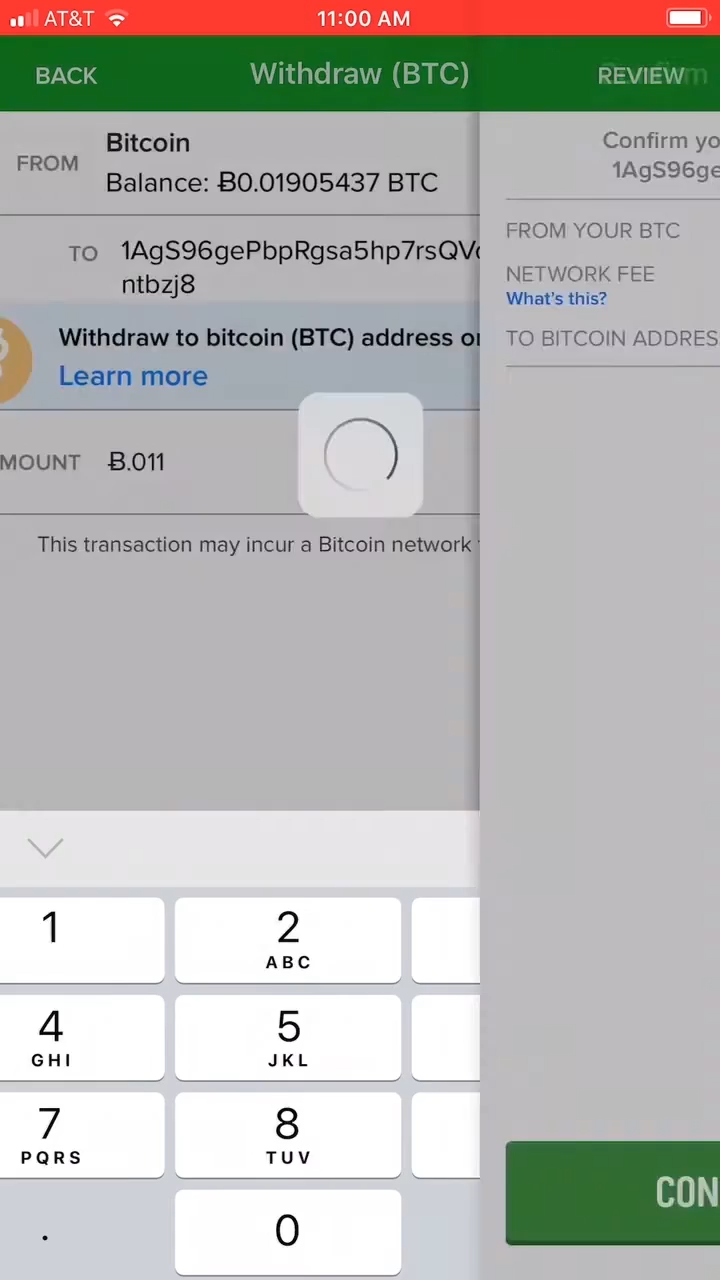 AT&T 11:00 AM
BACK Withdraw (BTC) REVIEW
FROM Bitcoin
Balance: Ƀ0.01905437 BTC
TO 1AgS96gePbpRgsa5hp7rsQV
ntbzj8
Withdraw to bitcoin (BTC) address
Learn more
MOUNT Ƀ.011
This transaction may incur a Bitcoin network
Confirm yo
1AgS96ge
FROM YOUR BTC
NETWORK FEE
What's this?
TO BITCOIN ADDRES
CON
1
2
ABC
4
GHI
5
JKL
7
PQRS
8
TUV
.
0